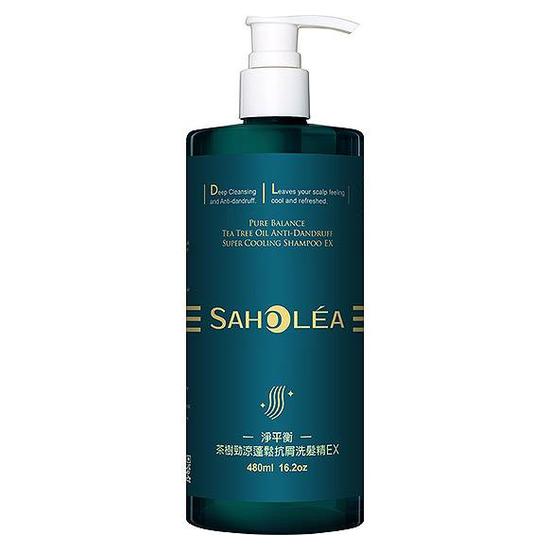 Deep Cleansing
and Anti-dandruff.
Leaves your scalp feeling
cool and refreshed.
PURE BALANCE
TEA TREE OIL ANTI-DANDRUFF
SUPER COOLING SHAMPOO EX
SAHOLÉA
淨平衡
茶樹勁涼蓬鬆抗屑洗髮精EX
480ml 16.2oz